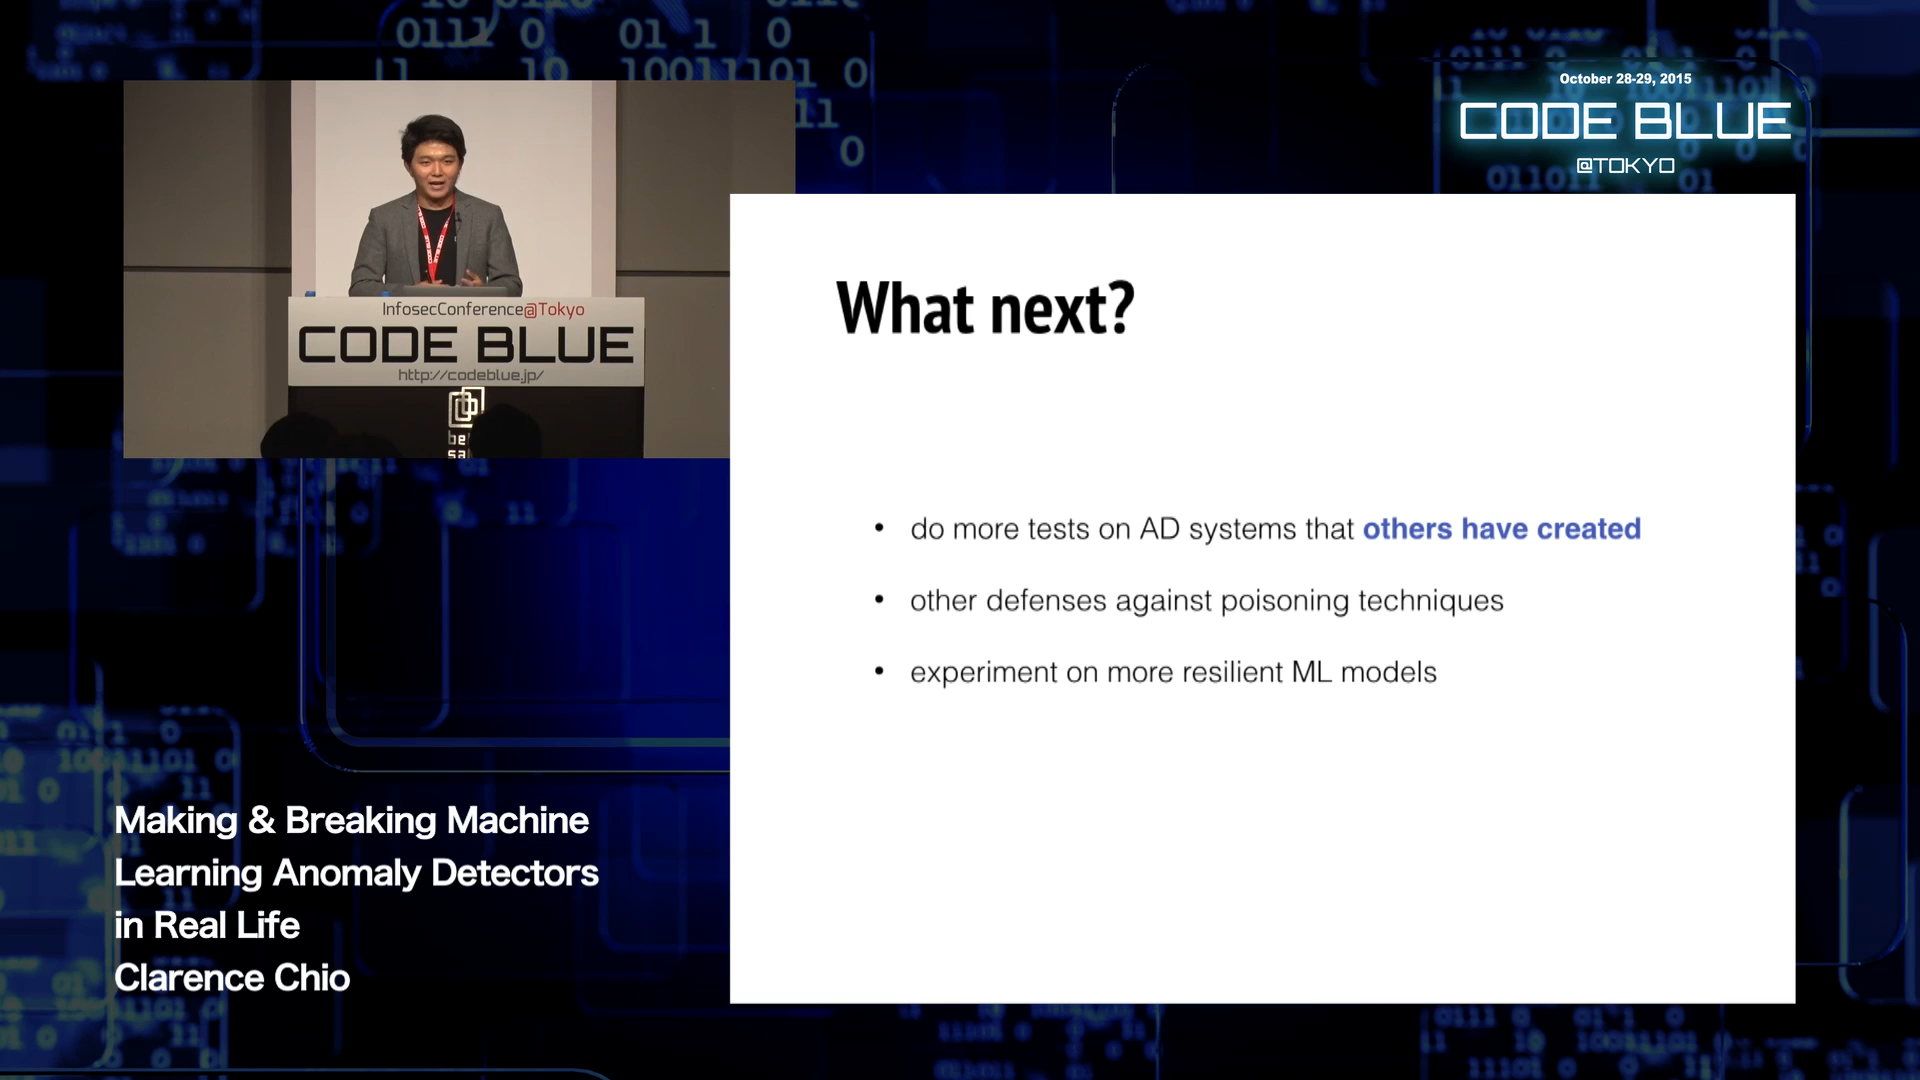 October 28-29, 2015
CODE BLUE
@TOKYO
InfosecConference@Tokyo
CODE BLUE
http://codeblue.jp/
What next?
• do more tests on AD systems that others have created
• other defenses against poisoning techniques
• experiment on more resilient ML models
Making & Breaking Machine
Learning Anomaly Detectors
in Real Life
Clarence Chio